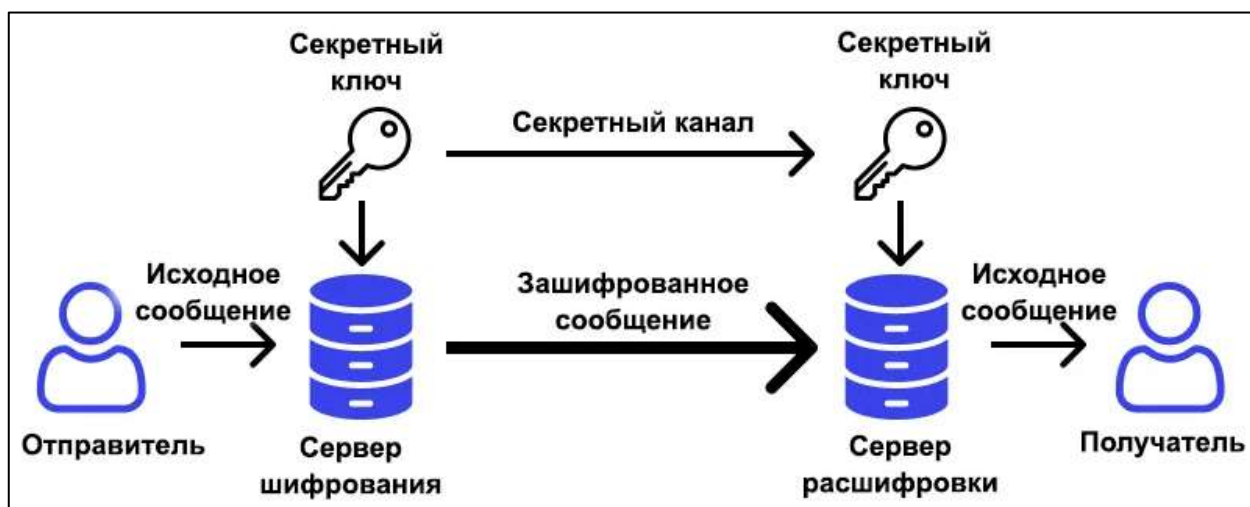 Секретный
ключ
Секретный канал
Секретный
ключ
Исходное
сообщение
Зашифрованное
сообщение
Исходное
сообщение
Отправитель
Сервер
шифрования
Сервер
расшифровки
Получатель